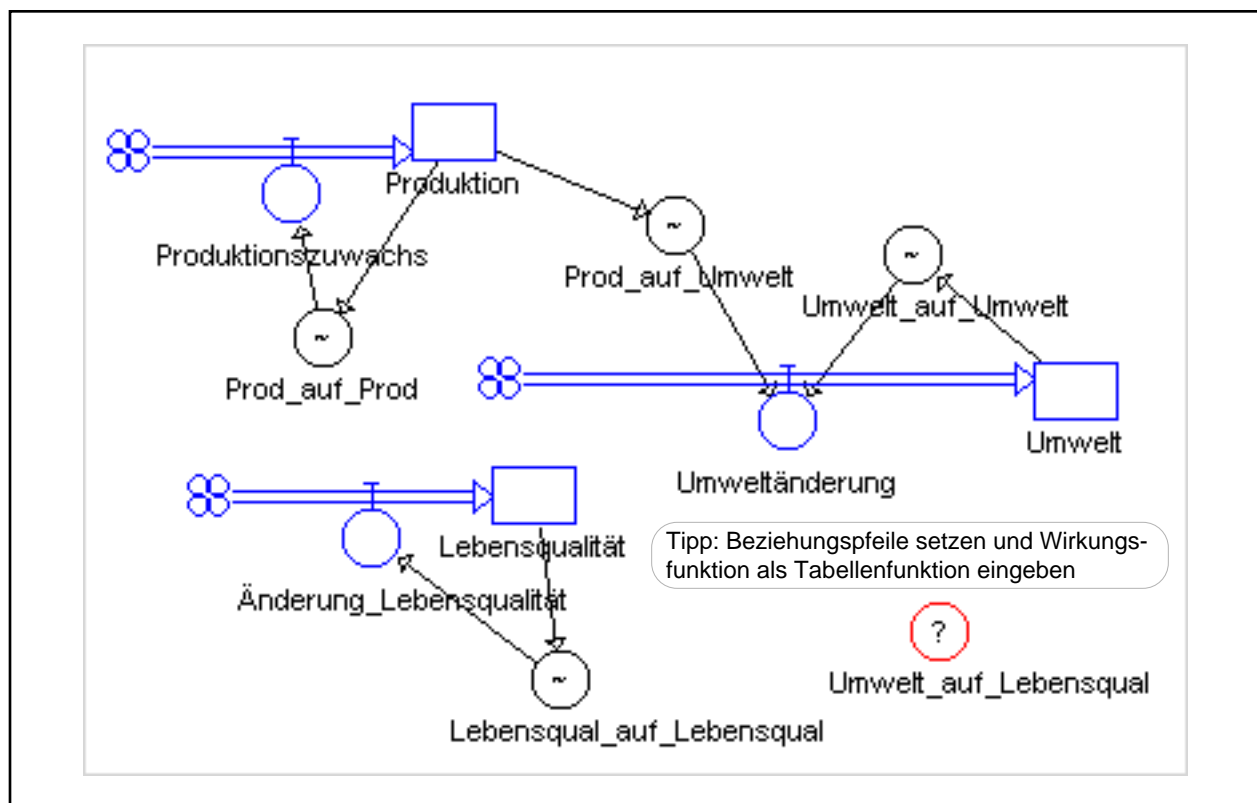 Produktion
Produktionszuwachs
~
Prod_auf_Umwelt
~
Umwelt_auf_Umwelt
~
Prod_auf_Prod
Umwelt
Umweltänderung
Lebensqualität
Tipp: Beziehungspfeile setzen und Wirkungs-
funktion als Tabellenfunktion eingeben
Änderung_Lebensqualität
?
Umwelt_auf_Lebensqual
~
Lebensqual_auf_Lebensqual